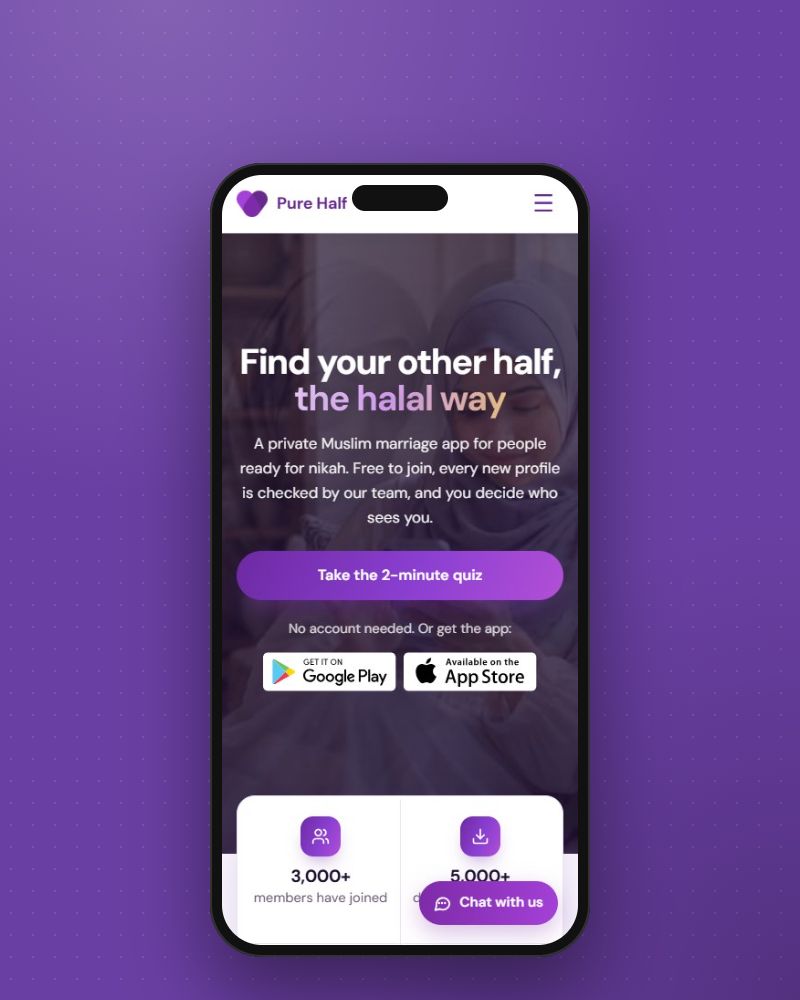 Pure Half
Find your other half,
the halal way
A private Muslim marriage app for people
ready for nikah. Free to join, every new profile
is checked by our team, and you decide who
sees you.
Take the 2-minute quiz
No account needed. Or get the app:
GET IT ON
Google Play
Available on the
App Store
3,000+
members have joined
5,000+
Chat with us